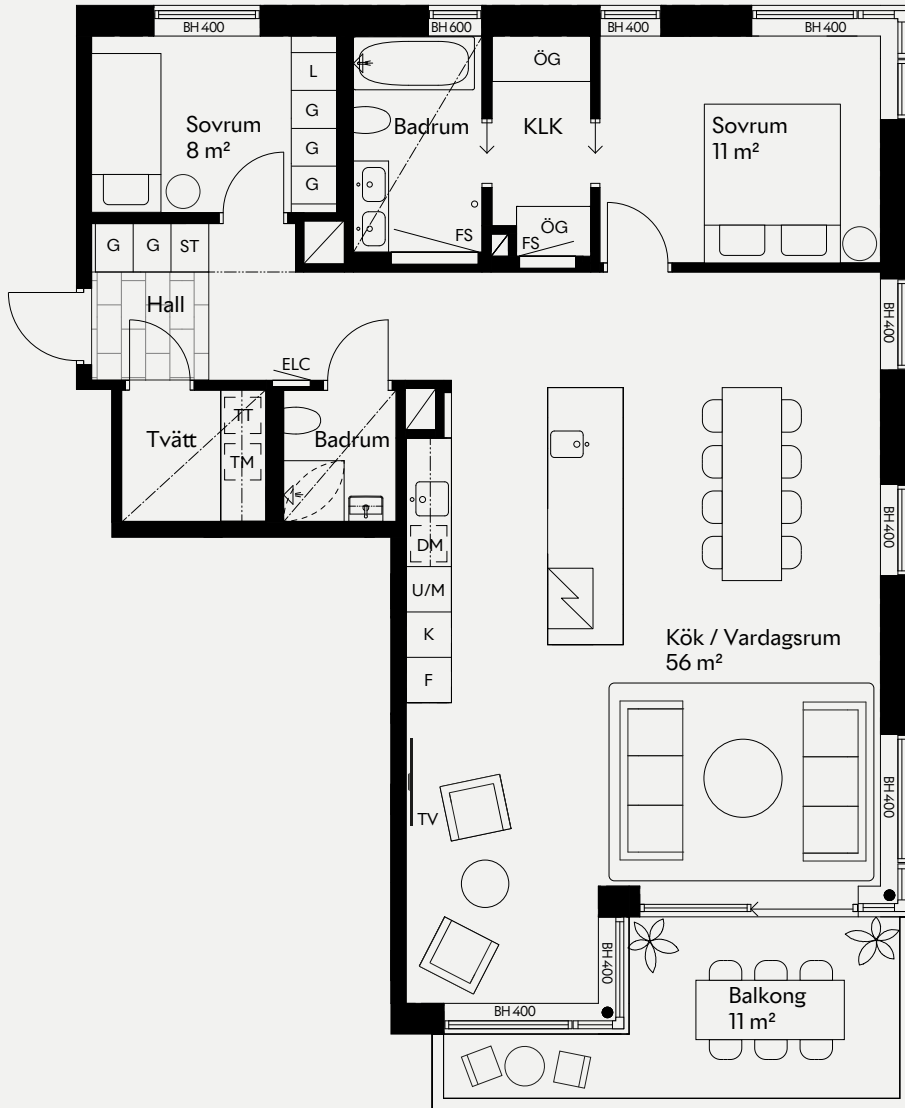 BH 400
BH 600
BH 400
BH 400
L
G
G
G
Sovrum
8 m²
Badrum
ÖG
KLK
ÖG
FS
FS
Sovrum
11 m²
G
G
ST
Hall
ELC
BH 400
Tvätt
TT
TM
Badrum
DM
U/M
K
F
BH 400
Kök / Vardagsrum
56 m²
TV
BH 400
BH 400
BH 400
Balkong
11 m²